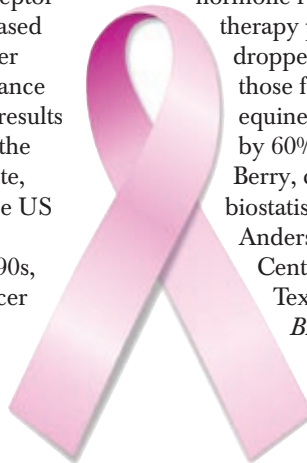 eptor
ased
er
ance
results
the
te,
e US
90s,
cer
hormone
therapy p
droppe
those f
equine
by 60%
Berry,
biostatis
Anders
Cent
Tex
B